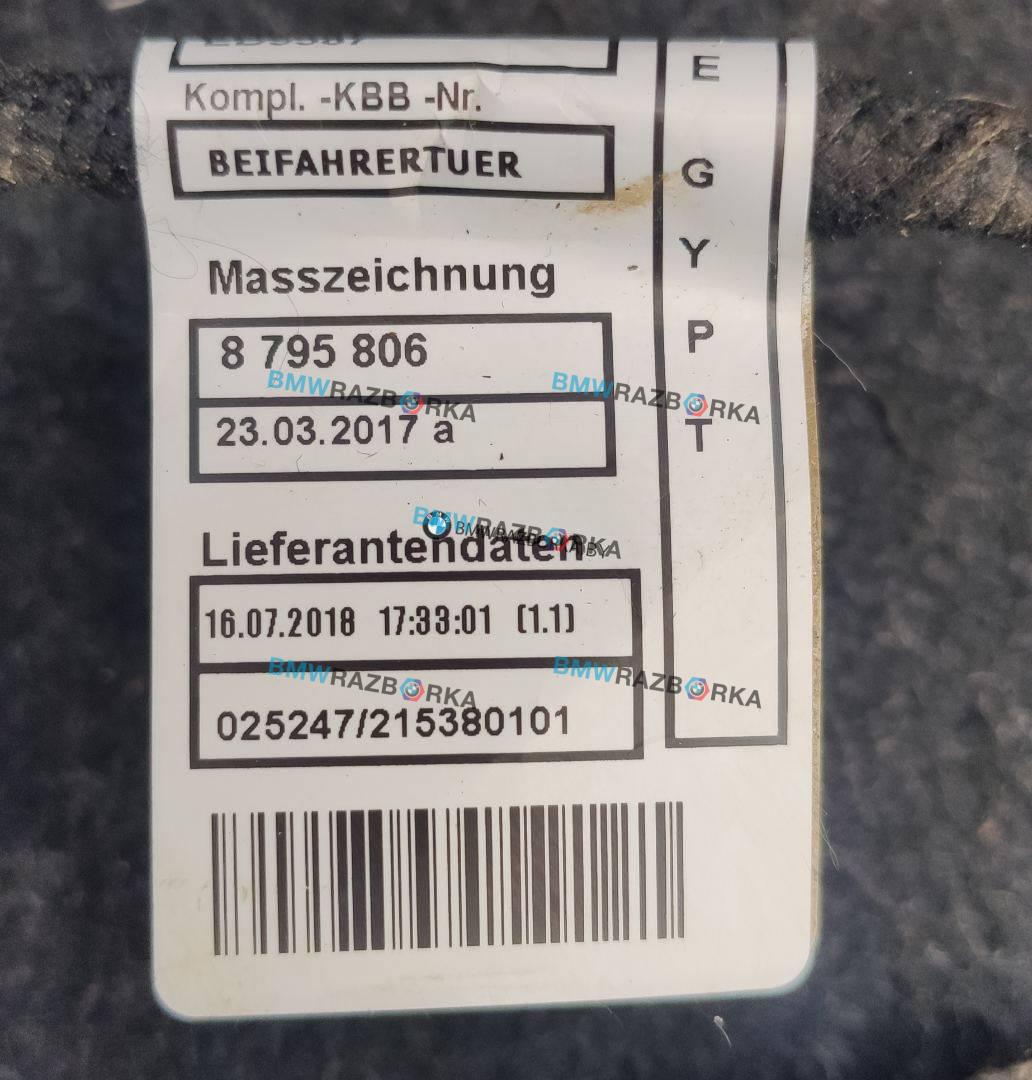 Kompl. -KBB -Nr.
BEIFAHRERTUER
Masszeichnung
8 795 806
23.03.2017 a
Lieferantendaten
16.07.2018 17:33:01 (1.1)
025247/215380101
E
G
Y
P
T
BMWRAZBORKA
BMWRAZBORKA
BMWRAZBORKA
BMWRAZBORKA
BMWRAZBORKA